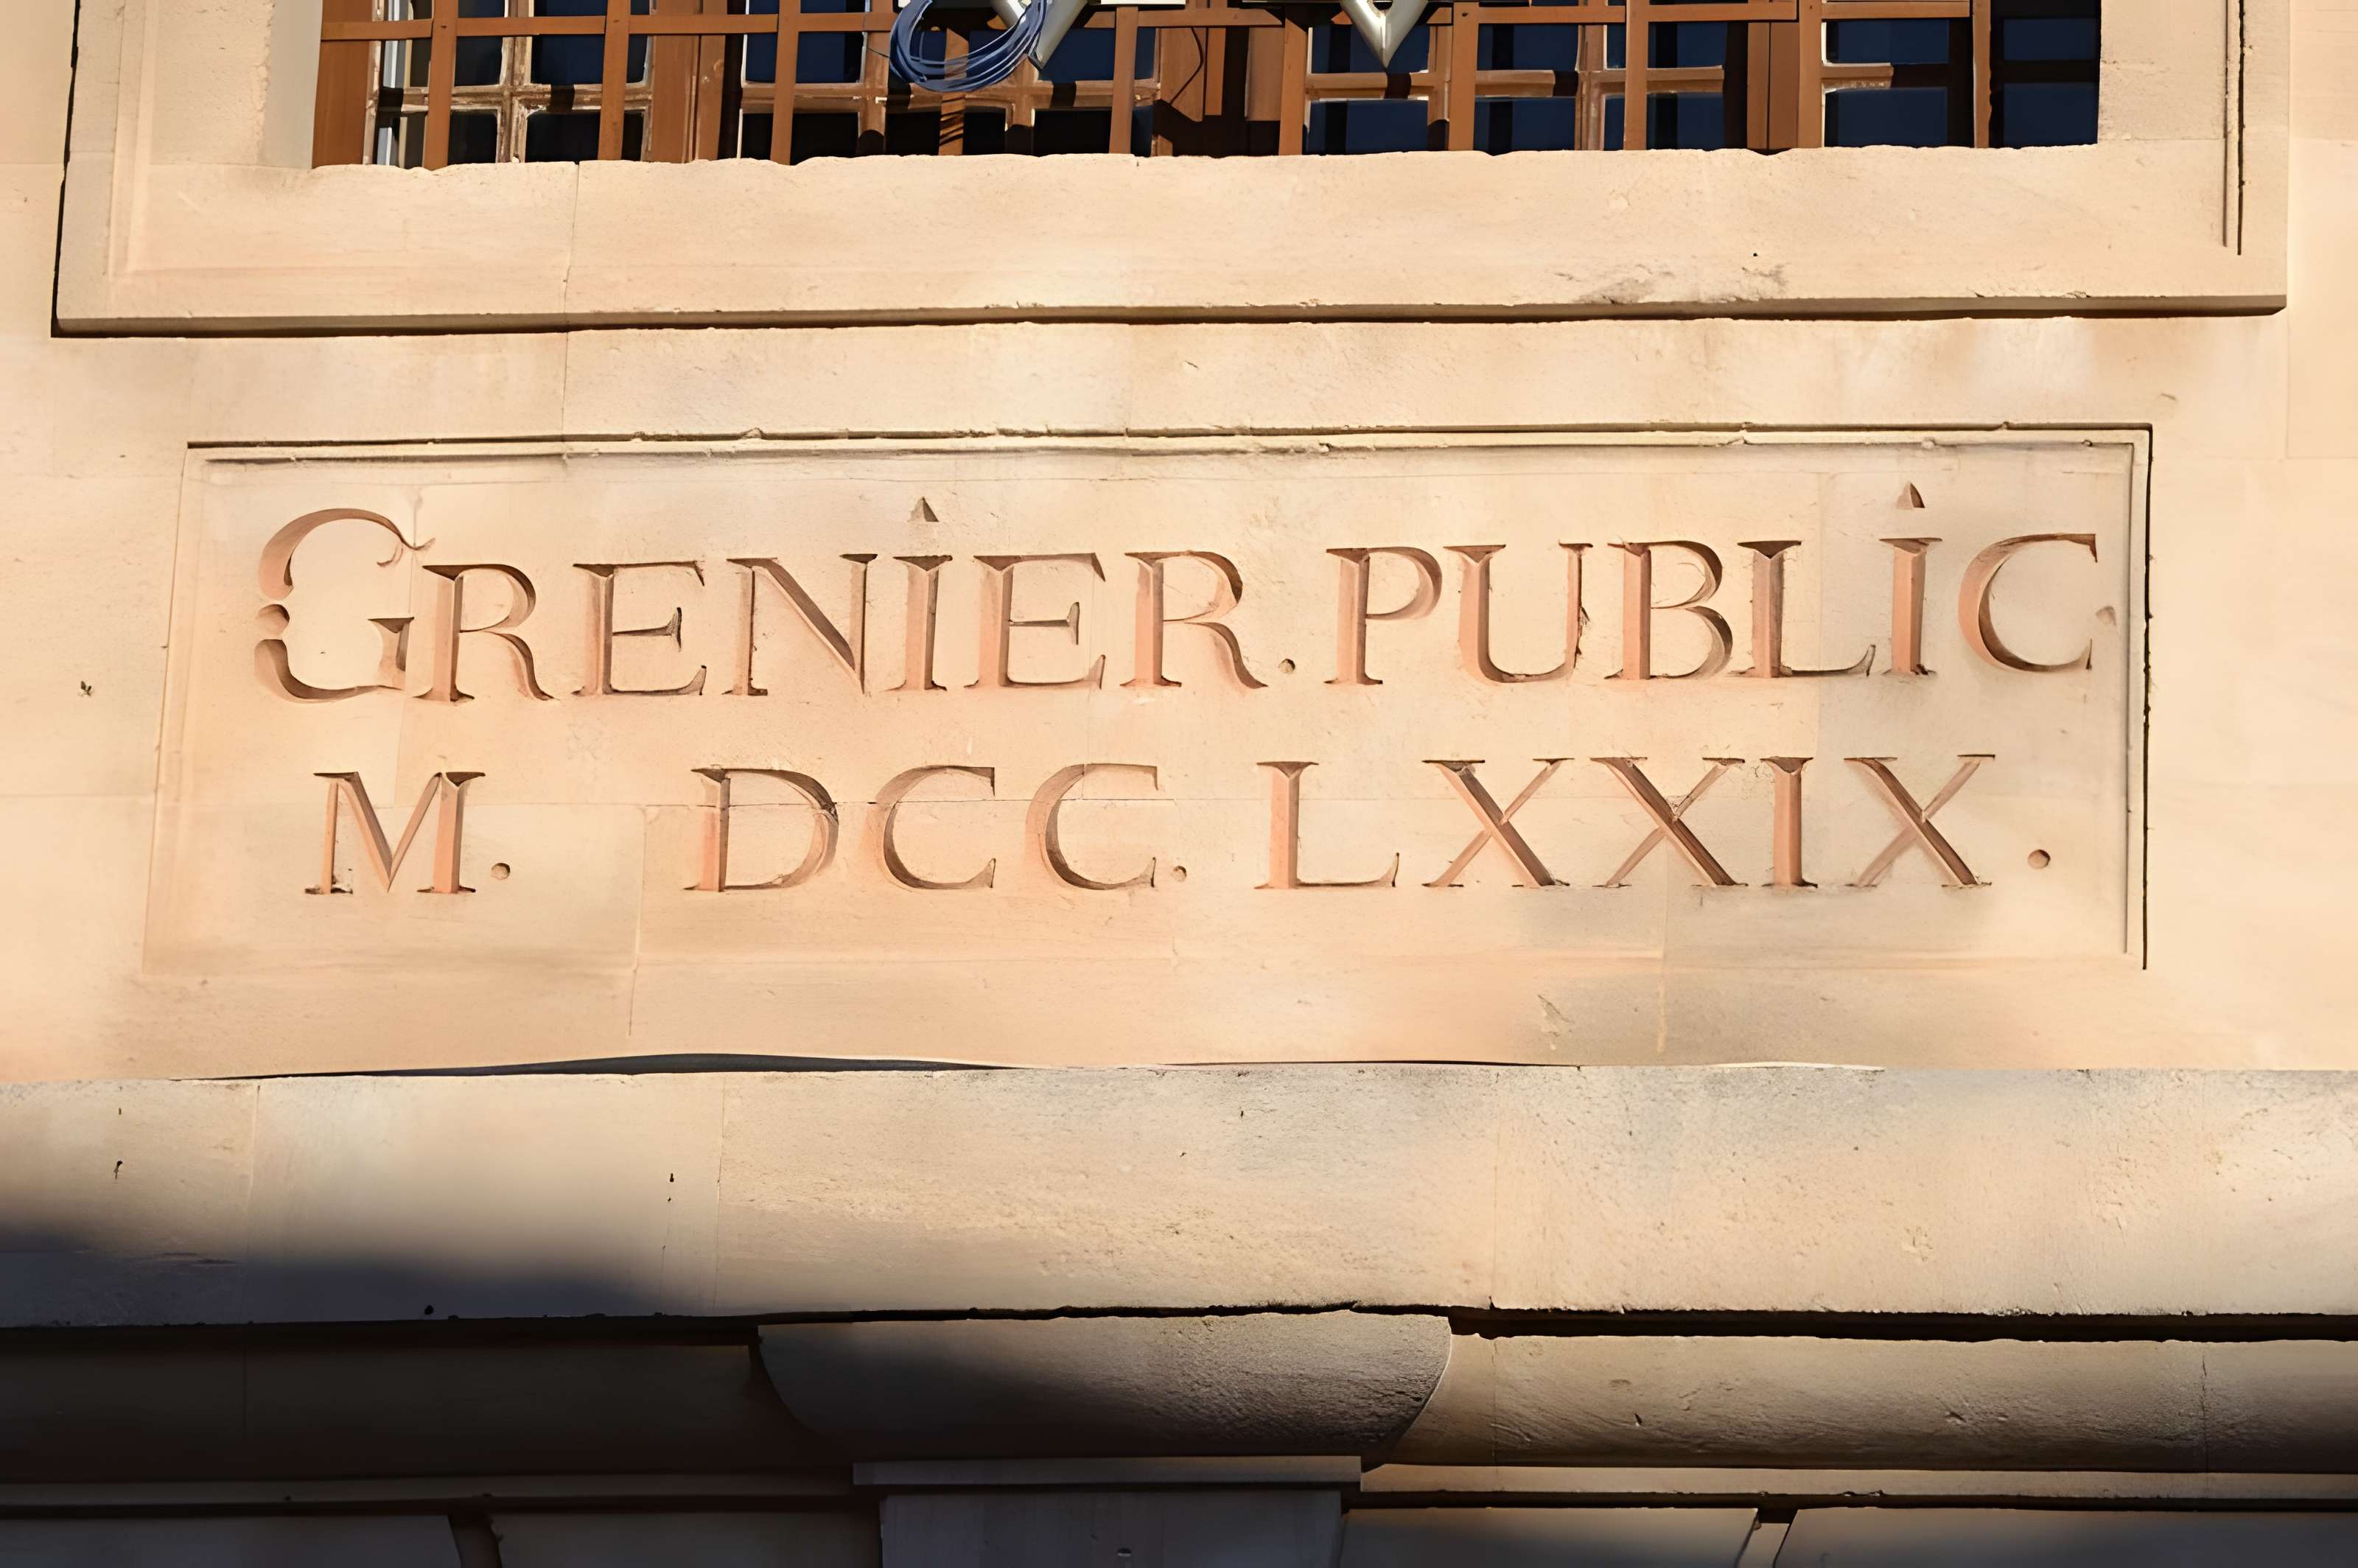 GRENIER.PUBLIC
M. DCC. LXXIX.